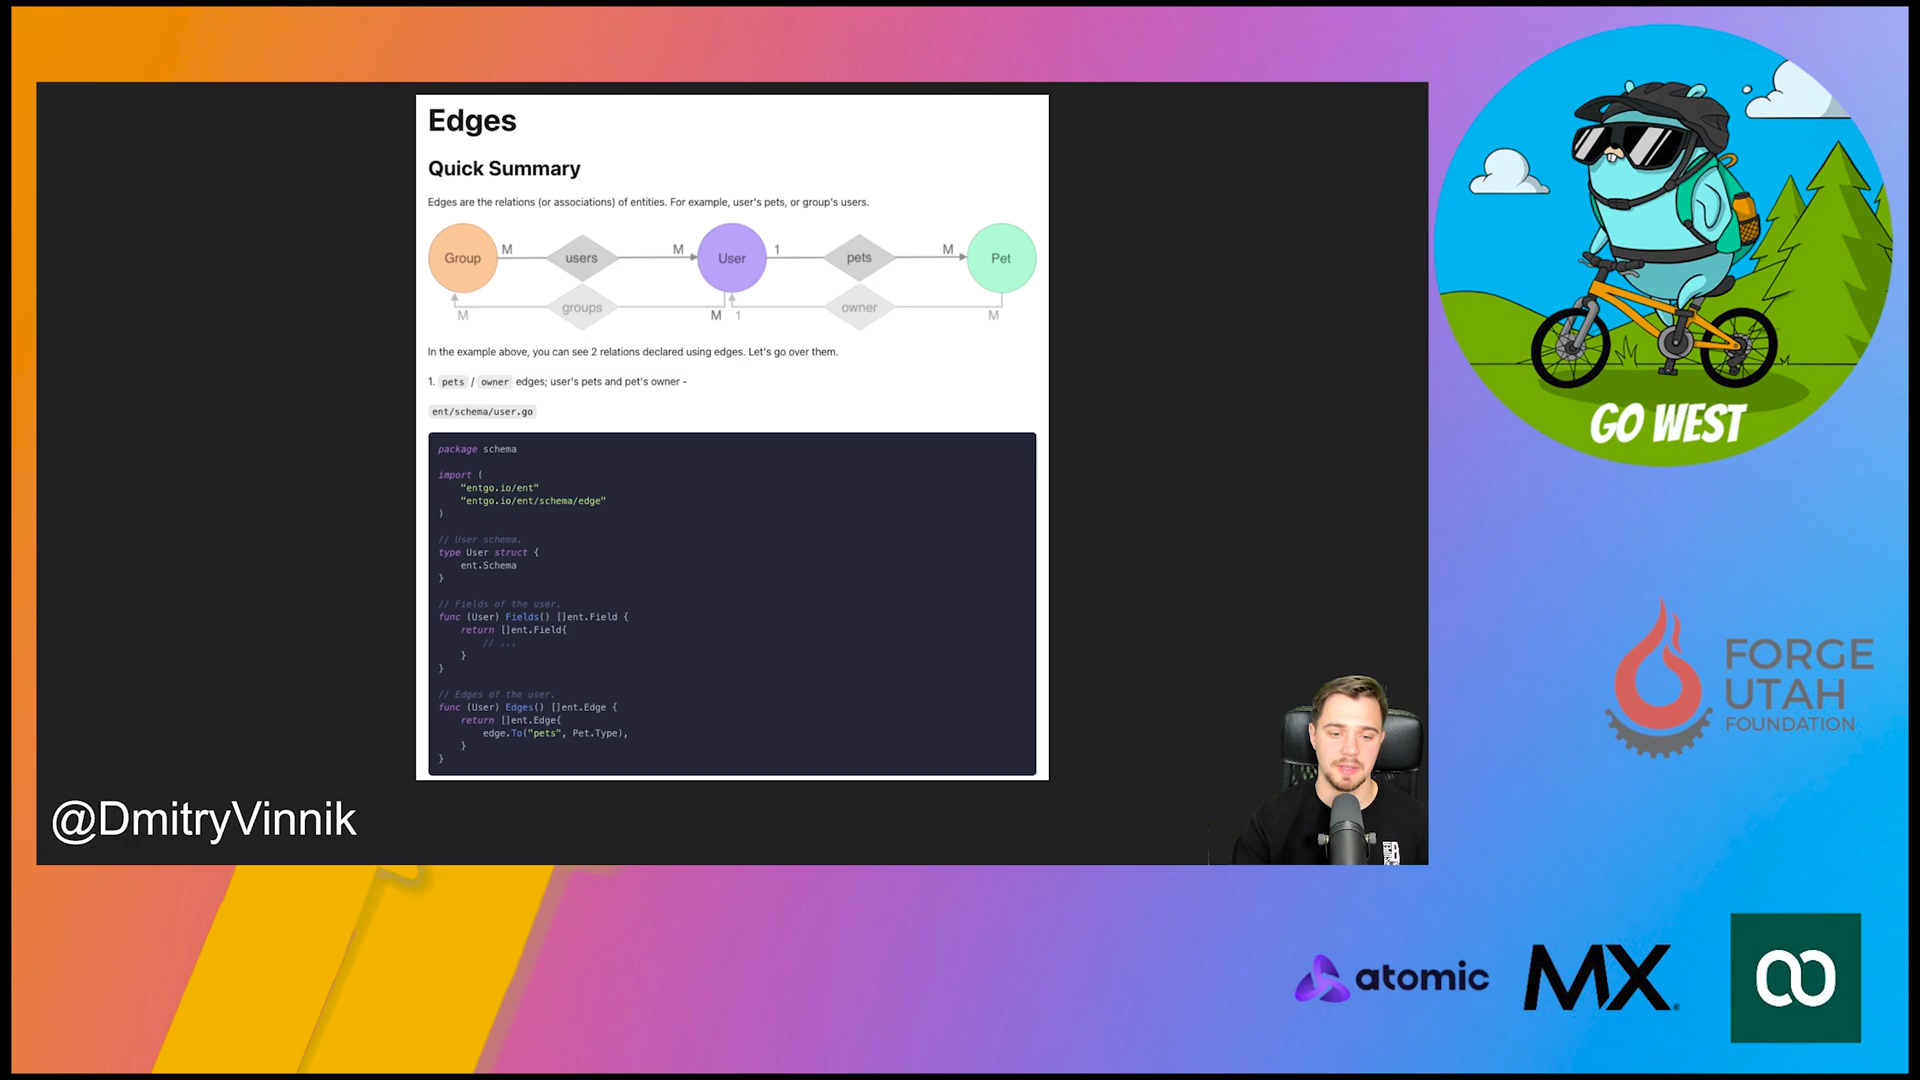 Edges
Quick Summary
Edges are the relations (or associations) of entities. For example, user's pets, or group's users.
Group M users M User 1 pets M Pet
M groups M 1 owner M
In the example above, you can see 2 relations declared using edges. Let's go over them.
1. pets / owner edges; user's pets and pet's owner -
ent/schema/user.go
package schema
import (
"entgo.io/ent"
"entgo.io/ent/schema/edge"
)
// User schema.
type User struct {
ent.Schema
}
// Fields of the user.
func (User) Fields() []ent.Field {
return []ent.Field{
// ...
}
}
// Edges of the user.
func (User) Edges() []ent.Edge {
return []ent.Edge{
edge.To("pets", Pet.Type),
}
}
@DmitryVinnik
GO WEST
FORGE
UTAH
FOUNDATION
atomic
MX